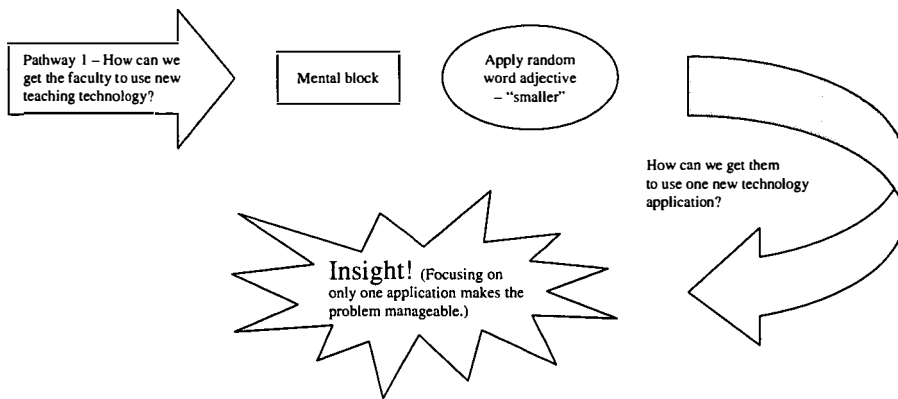 Pathway 1 – How can we
get the faculty to use new
teaching technology?
Mental block
Apply random
word adjective
– “smaller”
How can we get them
to use one new technology
application?
Insight! (Focusing on
only one application makes the
problem manageable.)